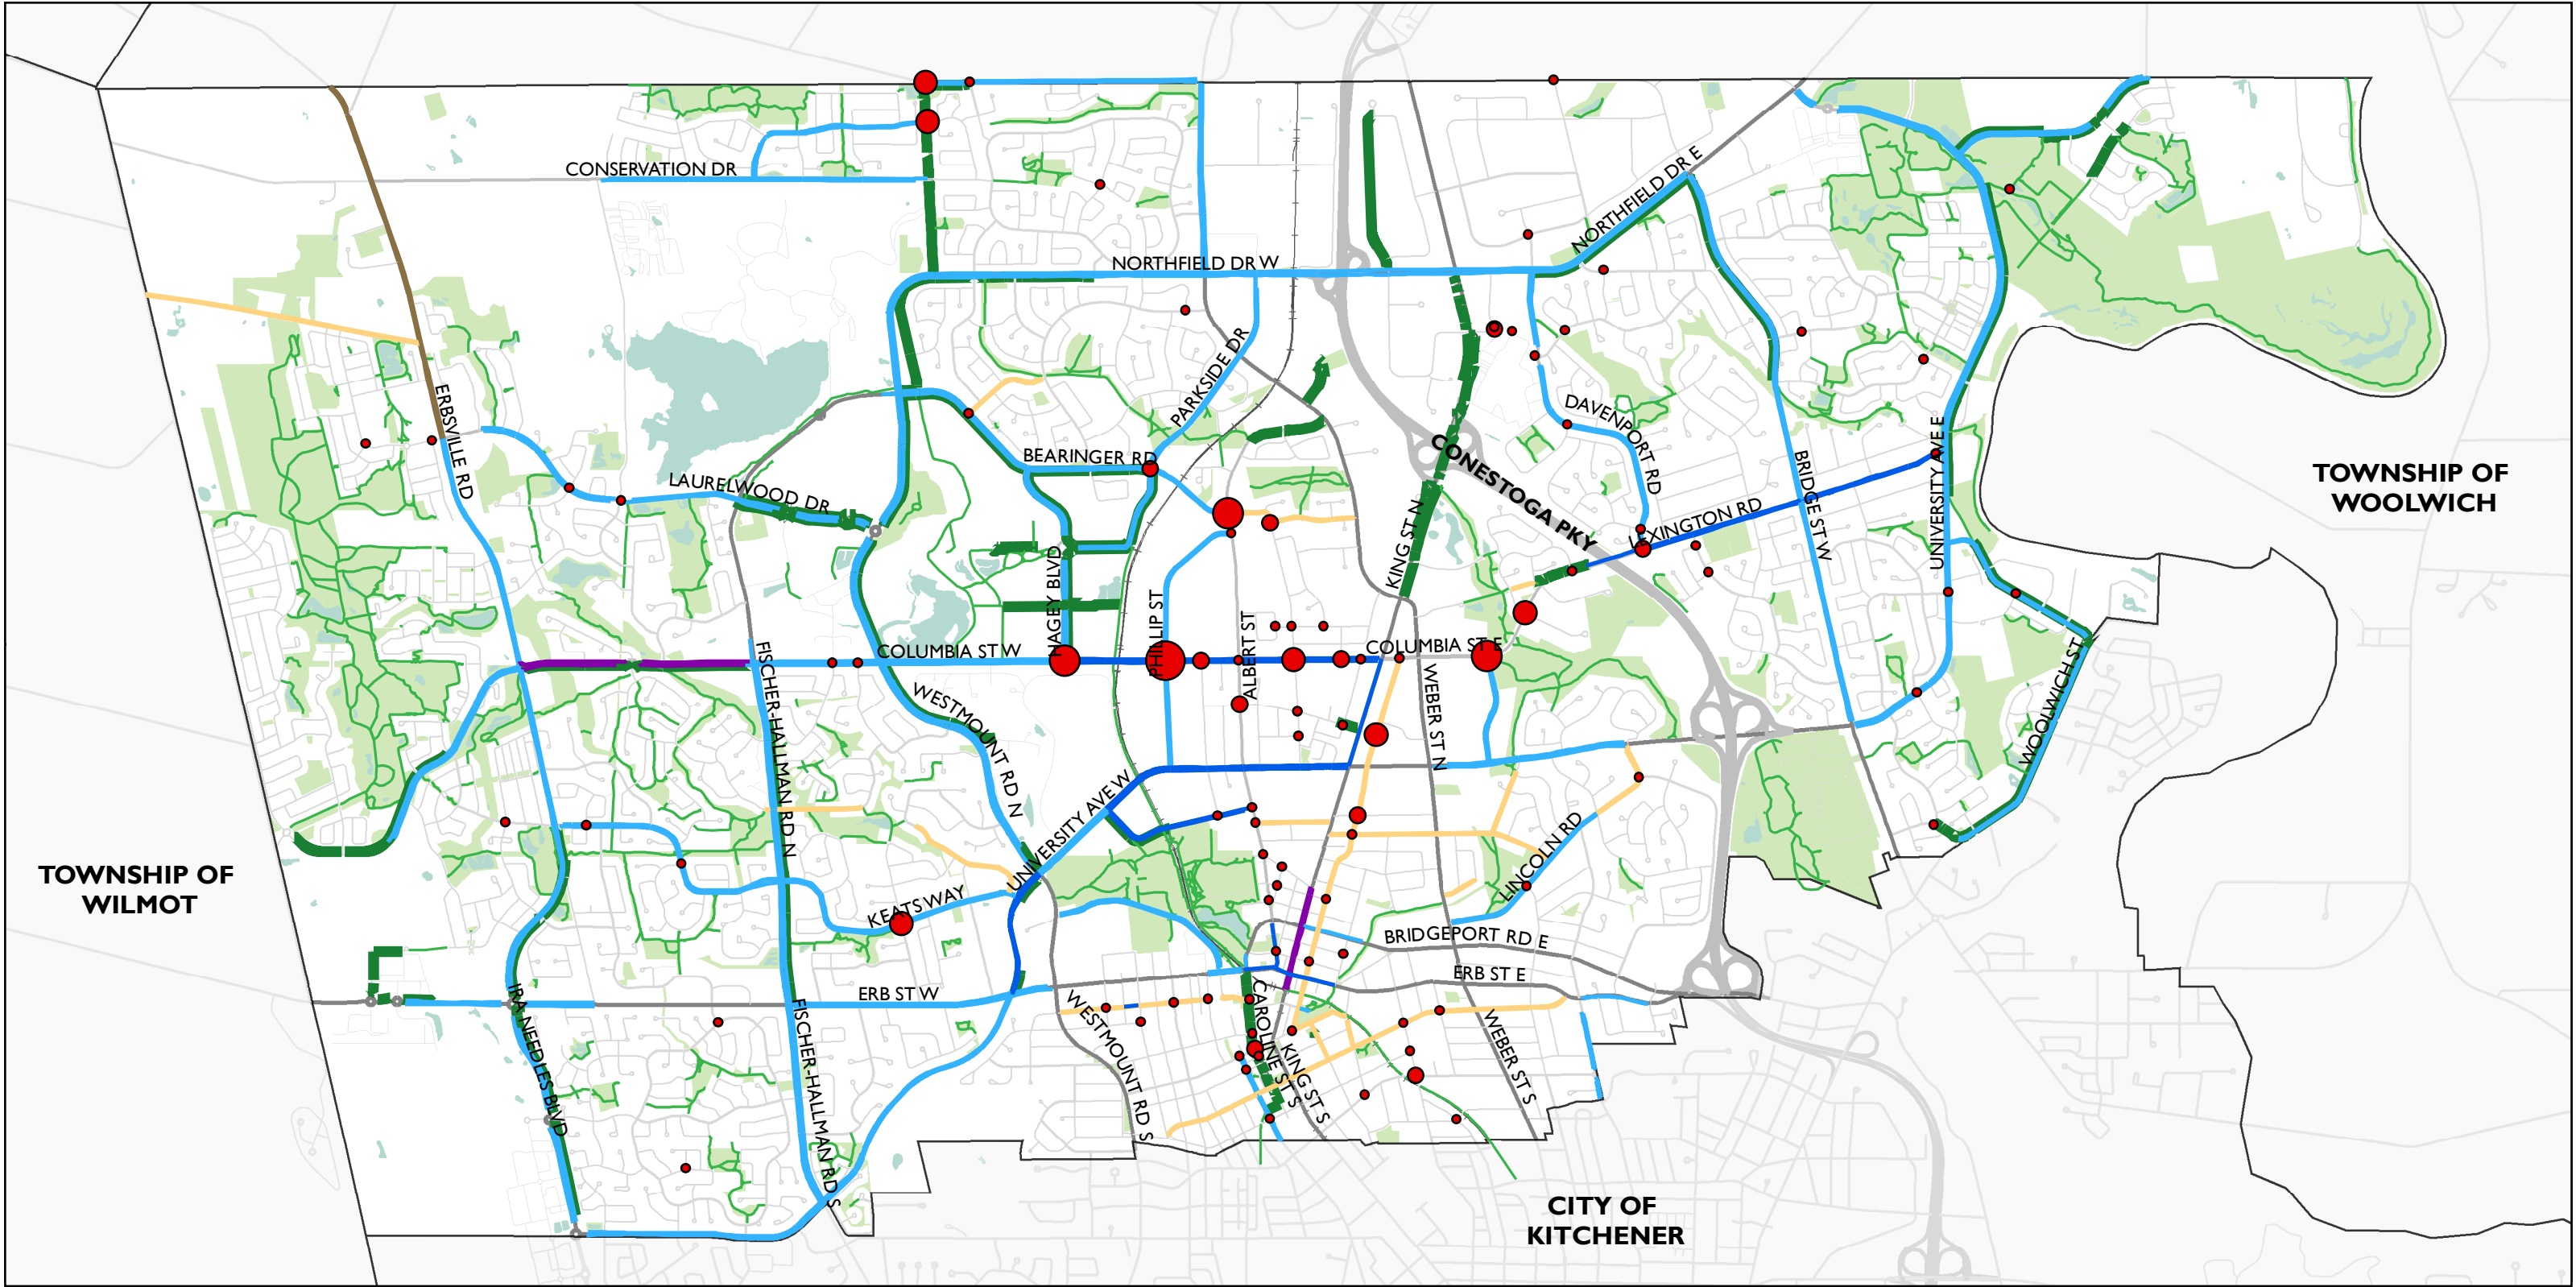 CONSERVATION DR
NORTHFIELD DR E
NORTHFIELD DR W
PARKSIDE DR
ERBSVILLE RD
DAVENPORT RD
CONESTOGA PKY
BEARINGER RD
LAURELWOOD DR
BRIDGE ST W
UNIVERSITY AVE E
TOWNSHIP OF
WOOLWICH
LEXINGTON RD
KING ST N
HAGEY BLVD
PHILLIP ST
ALBERT ST
COLUMBIA ST W
COLUMBIA ST E
FISCHER-HALLMAN RD N
WESTMOUNT RD N
WEBER ST N
WOOLWICH ST
UNIVERSITY AVE W
LINCOLN RD
TOWNSHIP OF
WILMOT
KEATS WAY
BRIDGEPORT RD E
ERB ST E
ERB ST W
IRA NEEDLES BLVD
FISCHER-HALLMAN RD S
WESTMOUNT RD S
CAROLINE ST S
KING ST S
WEBER ST S
CITY OF
KITCHENER